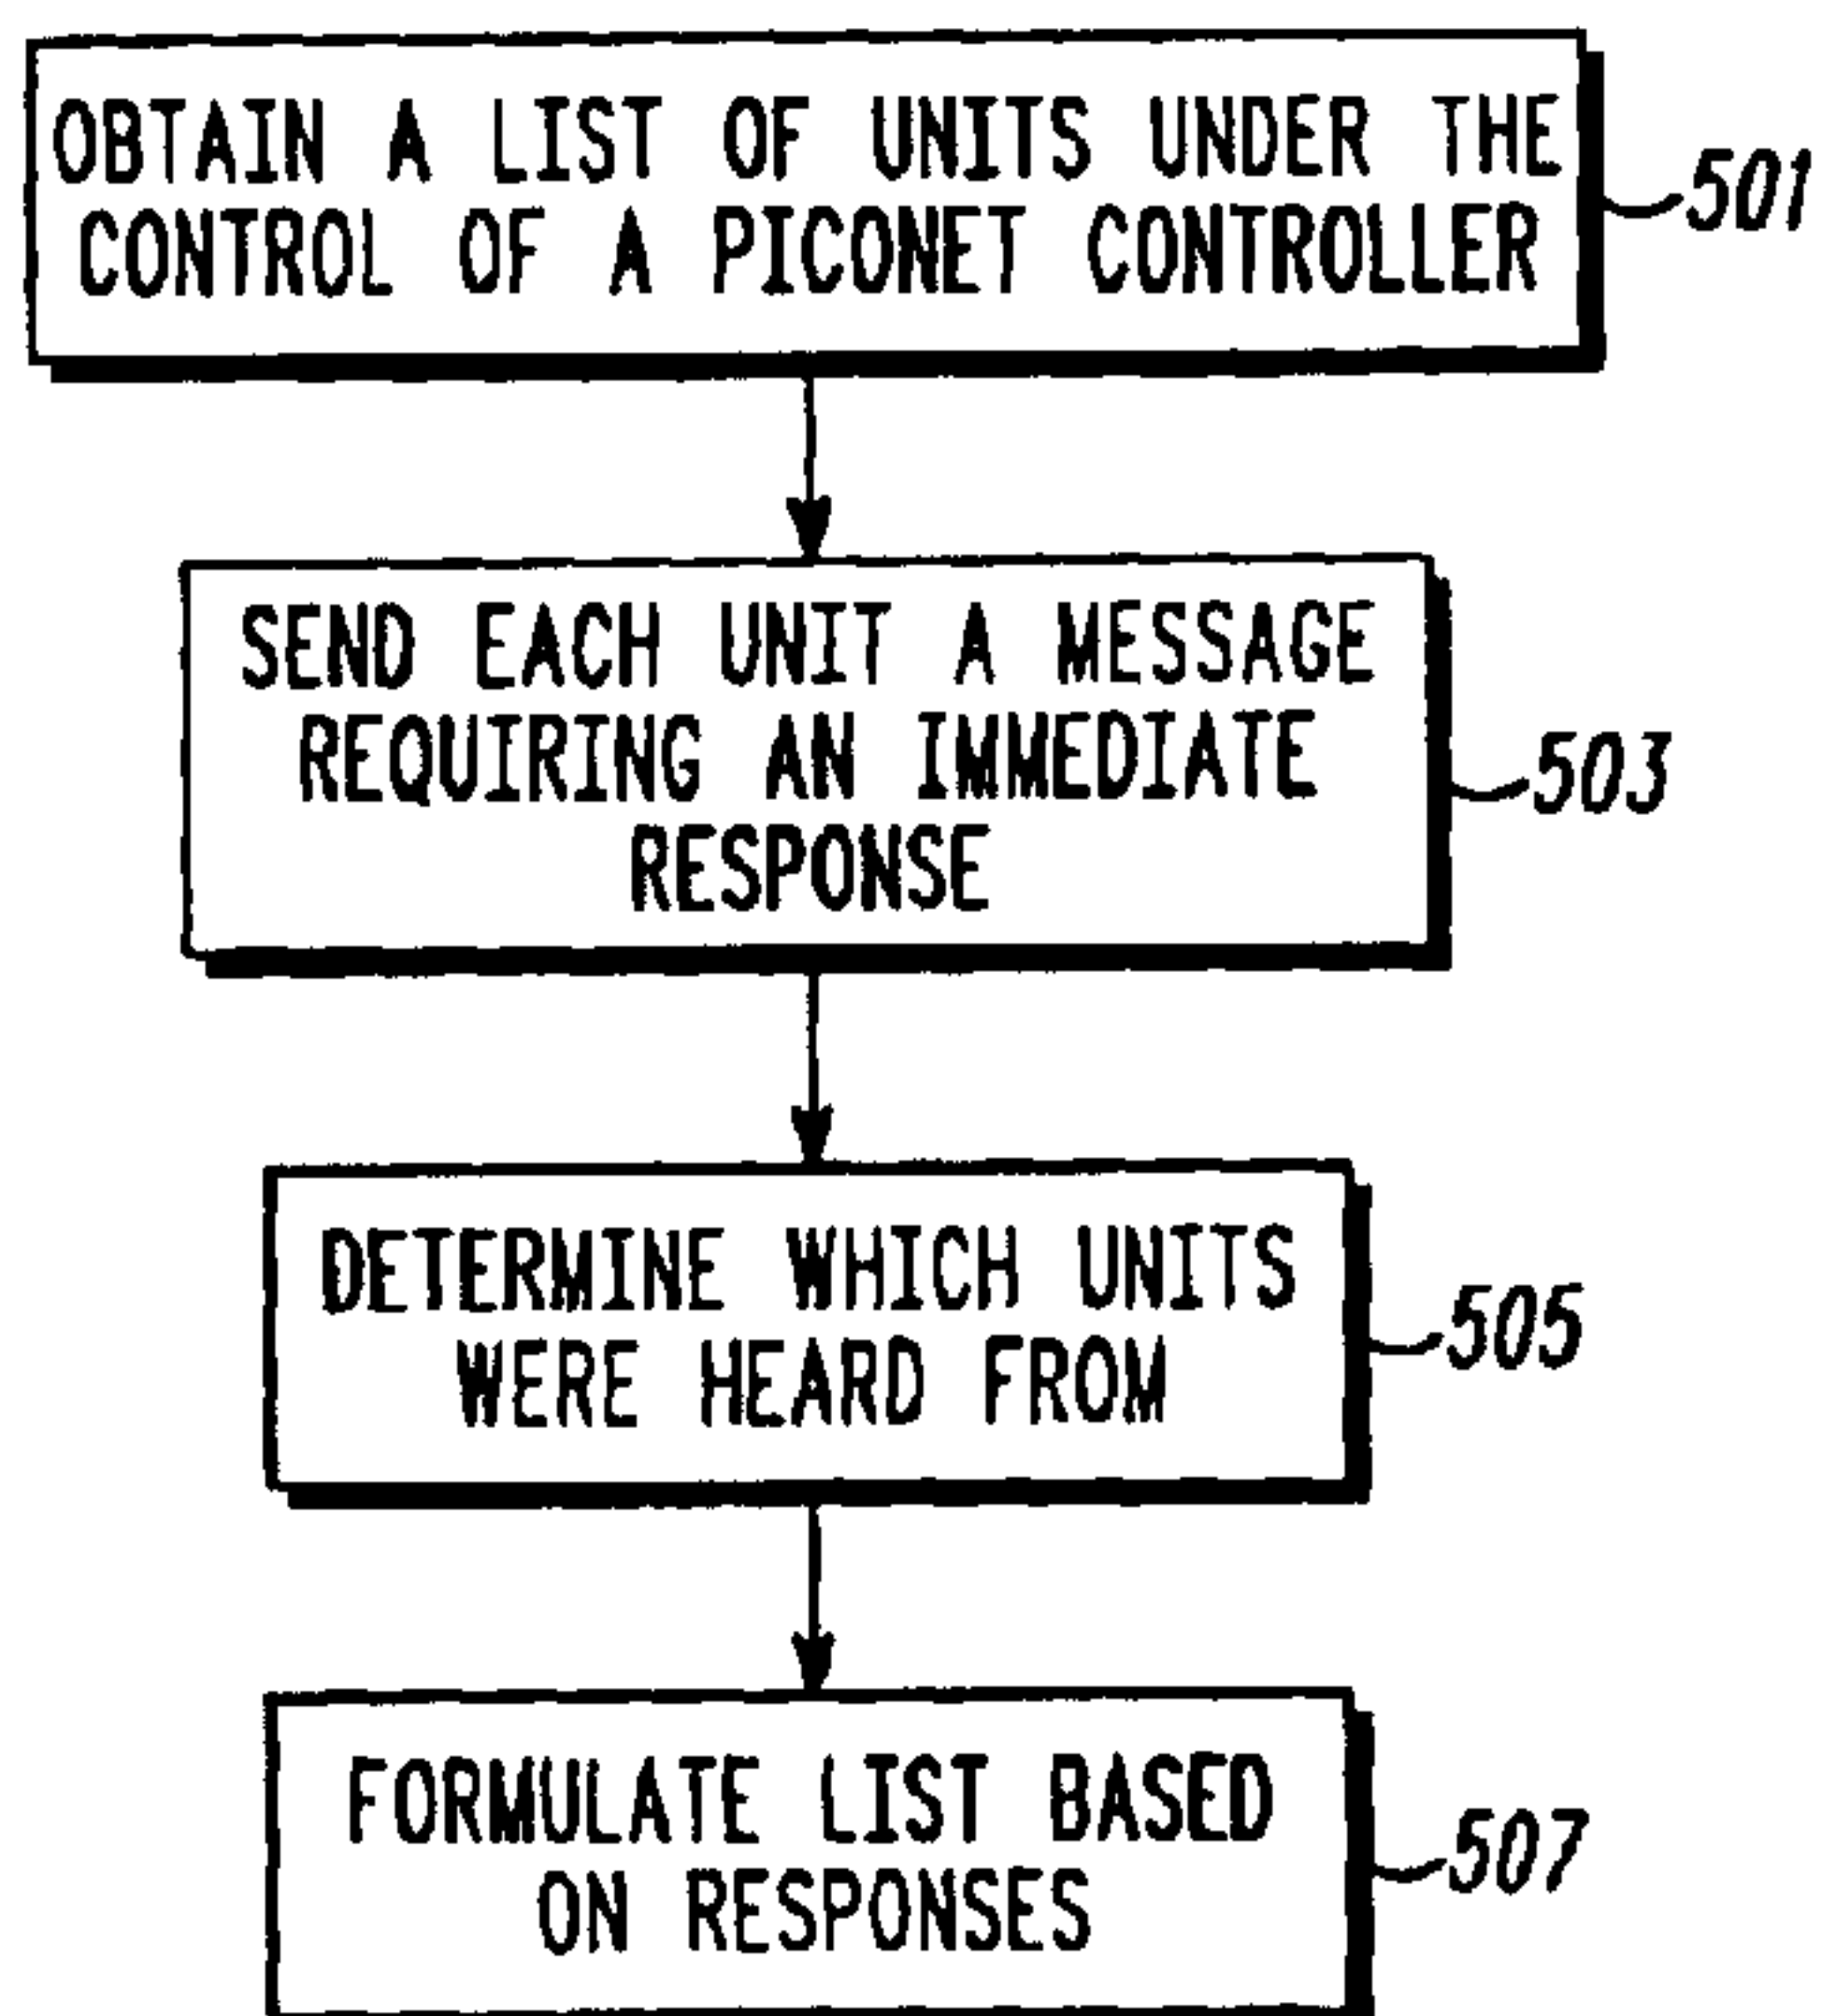 OBTAIN A LIST OF UNITS UNDER THE
CONTROL OF A PICONET CONTROLLER
501
SEND EACH UNIT A MESSAGE
REQUIRING AN IMMEDIATE
RESPONSE
503
DETERMINE WHICH UNITS
WERE HEARD FROM
505
FORMULATE LIST BASED
ON RESPONSES
507